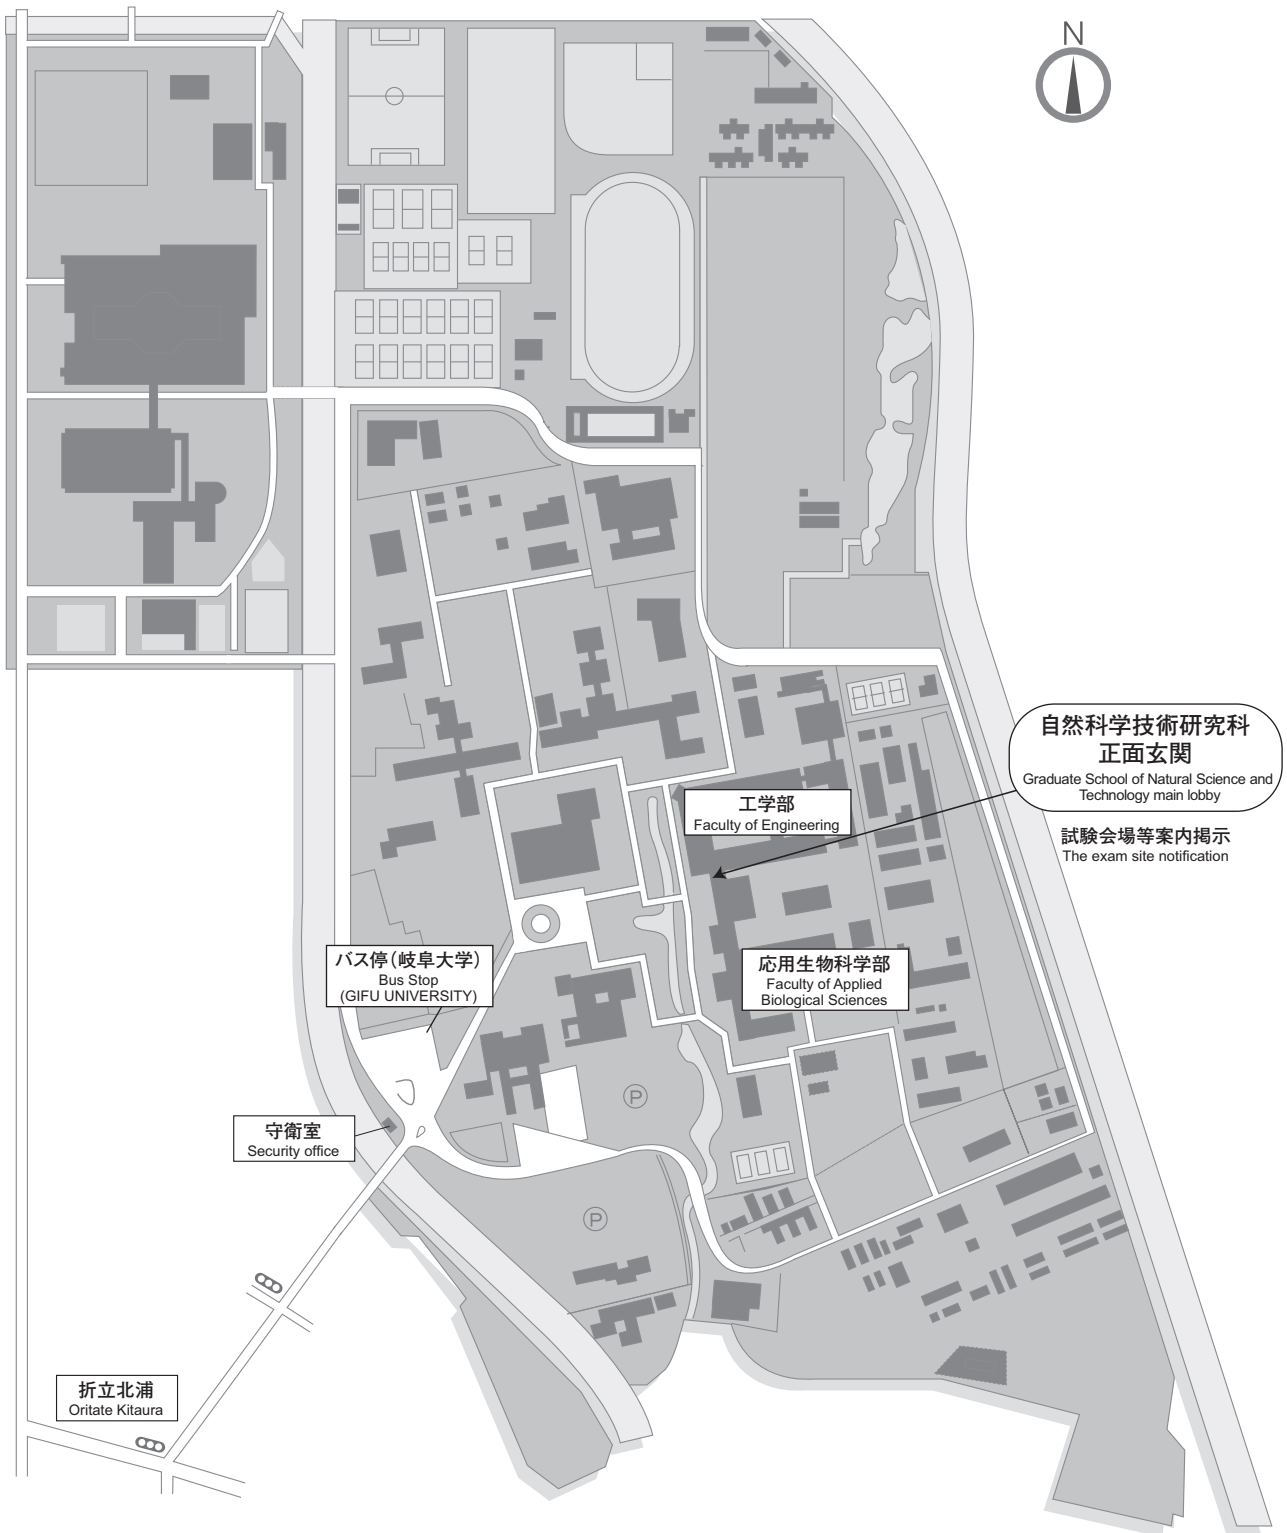 N
自然科学技術研究科
正面玄関
Graduate School of Natural Science and
Technology main lobby
工学部
Faculty of Engineering
試験会場等案内掲示
The exam site notification
バス停（岐阜大学）
Bus Stop
(GIFU UNIVERSITY)
応用生物科学部
Faculty of Applied
Biological Sciences
P
守衛室
Security office
P
折立北浦
Oritate Kitaura